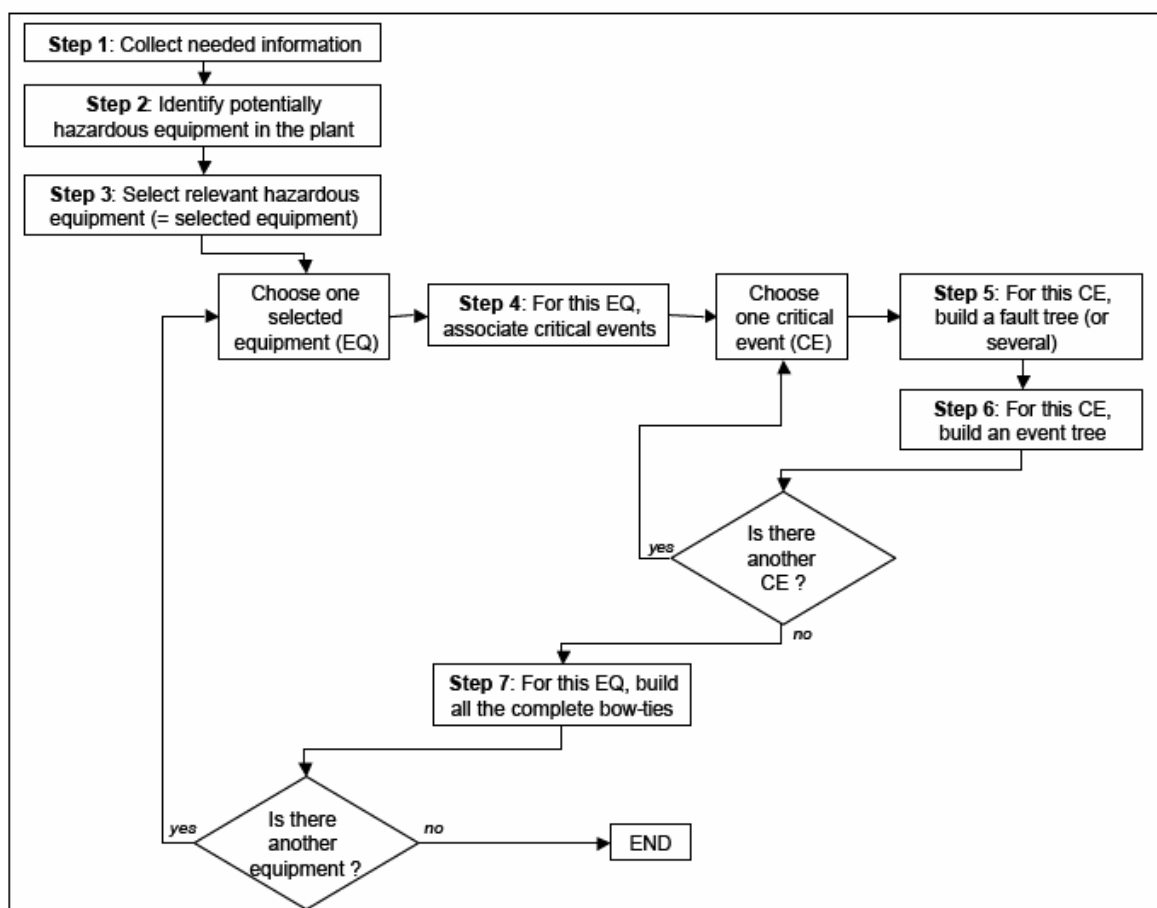 Step 1: Collect needed information
Step 2: Identify potentially
hazardous equipment in the plant
Step 3: Select relevant hazardous
equipment (= selected equipment)
Choose one
selected
equipment (EQ)
Step 4: For this EQ,
associate critical events
Choose
one critical
event (CE)
Step 5: For this CE,
build a fault tree (or
several)
Step 6: For this CE,
build an event tree
Is there
another
CE ?
yes
no
Step 7: For this EQ, build
all the complete bow-ties
Is there
another
equipment ?
yes
no
END